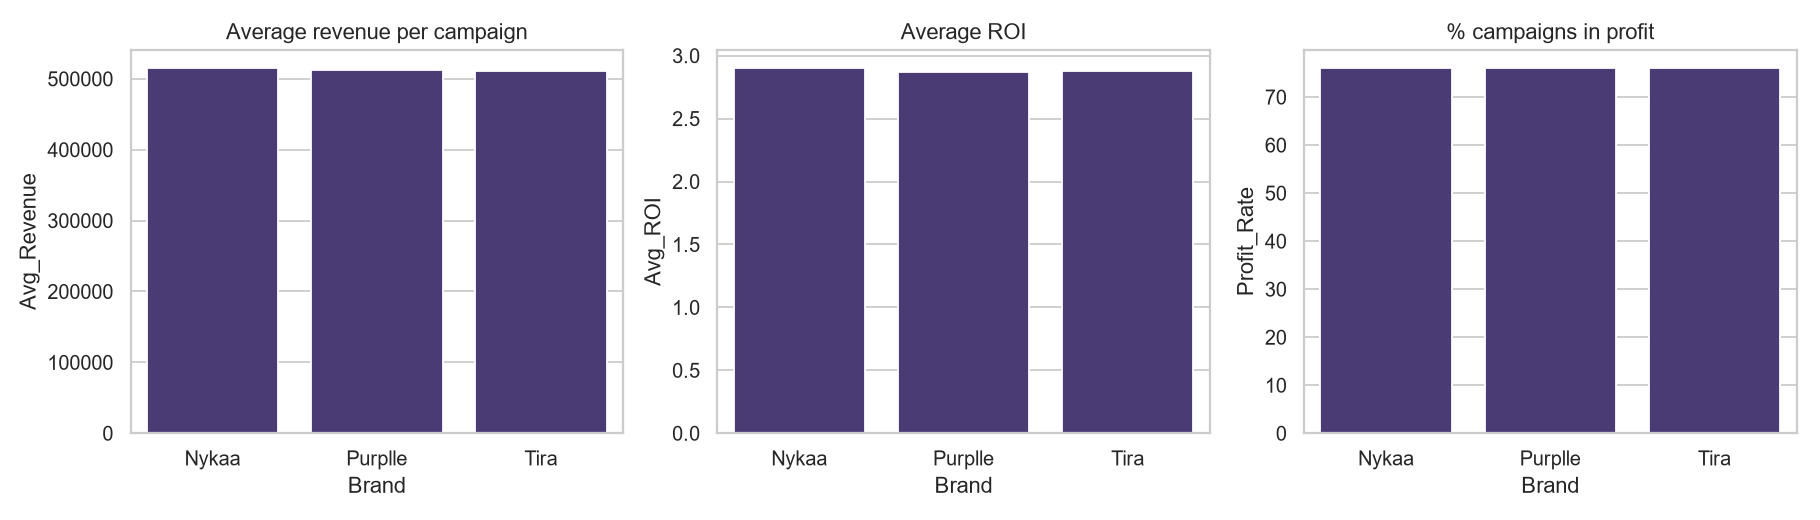 Average revenue per campaign
Avg_Revenue
500000
400000
300000
200000
100000
0
Nykaa Purplle Tira
Brand
Average ROI
Avg_ROI
3.0
2.5
2.0
1.5
1.0
0.5
0.0
Nykaa Purplle Tira
Brand
% campaigns in profit
Profit_Rate
70
60
50
40
30
20
10
0
Nykaa Purplle Tira
Brand